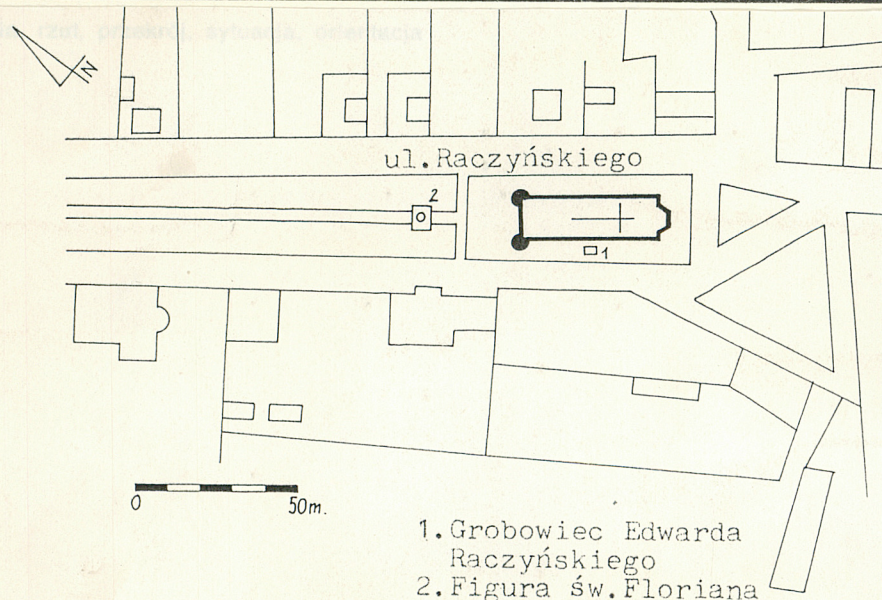 N
ul.Raczyńskiego
2
1
0 50m.
1.Grobowiec Edwarda
Raczyńskiego
2.Figura św.Floriana